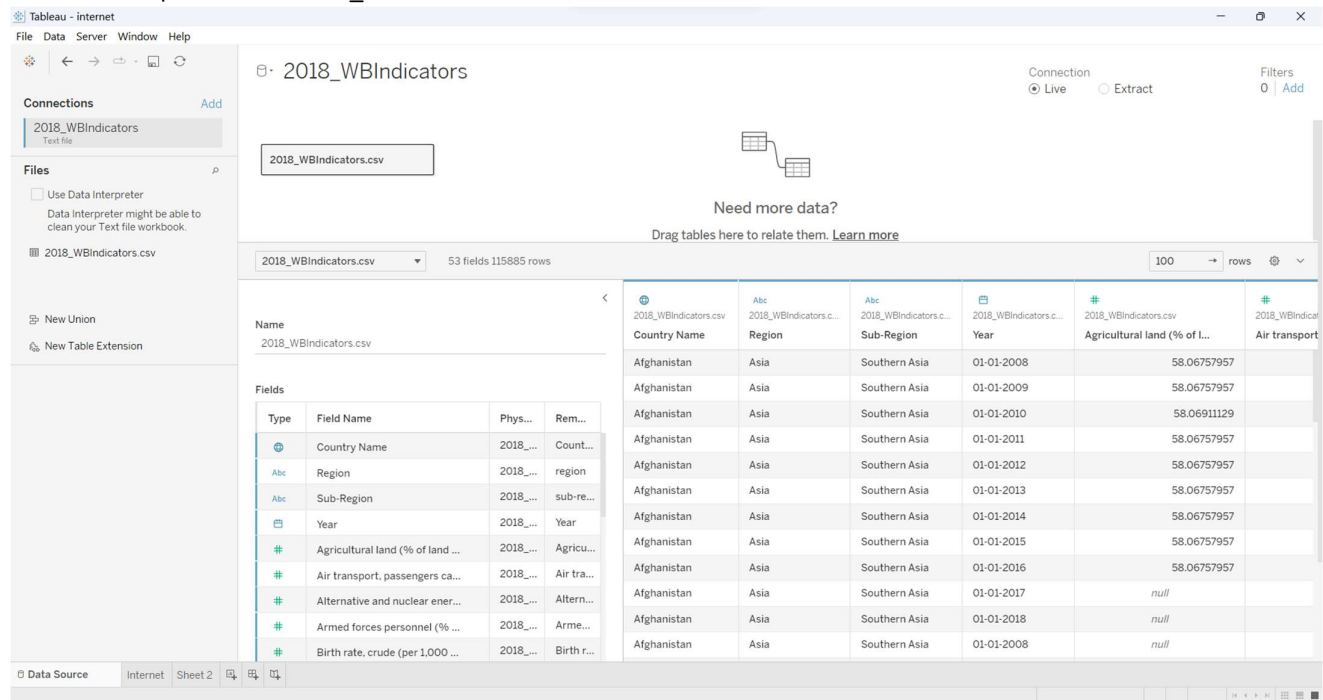 Tableau - internet
File Data Server Window Help
Connections Add
2018_WBIndicators
Text file
Files
Use Data Interpreter
Data Interpreter might be able to
clean your Text file workbook.
2018_WBIndicators.csv
New Union
New Table Extension
2018_WBIndicators
Connection
Live Extract
Filters
0 Add
2018_WBIndicators.csv
Need more data?
Drag tables here to relate them. Learn more
2018_WBIndicators.csv 53 fields 115885 rows 100 → rows
Name
2018_WBIndicators.csv
Fields
Type Field Name Phys... Rem...
Country Name 2018_... Count...
Abc Region 2018_... region
Abc Sub-Region 2018_... sub-re...
Year 2018_... Year
# Agricultural land (% of land ... 2018_... Agricu...
# Air transport, passengers ca... 2018_... Air tra...
# Alternative and nuclear ener... 2018_... Altern...
# Armed forces personnel (% ... 2018_... Arme...
# Birth rate, crude (per 1,000 ... 2018_... Birth r...
Abc Abc # #
2018_WBIndicators.csv 2018_WBIndicators.c... 2018_WBIndicators.c... 2018_WBIndicators.c... 2018_WBIndicators.csv 2018_WBIndicat
Country Name Region Sub-Region Year Agricultural land (% of l... Air transport
Afghanistan Asia Southern Asia 01-01-2008 58.06757957
Afghanistan Asia Southern Asia 01-01-2009 58.06757957
Afghanistan Asia Southern Asia 01-01-2010 58.06911129
Afghanistan Asia Southern Asia 01-01-2011 58.06757957
Afghanistan Asia Southern Asia 01-01-2012 58.06757957
Afghanistan Asia Southern Asia 01-01-2013 58.06757957
Afghanistan Asia Southern Asia 01-01-2014 58.06757957
Afghanistan Asia Southern Asia 01-01-2015 58.06757957
Afghanistan Asia Southern Asia 01-01-2016 58.06757957
Afghanistan Asia Southern Asia 01-01-2017 null
Afghanistan Asia Southern Asia 01-01-2018 null
Afghanistan Asia Southern Asia 01-01-2008 null
Data Source Internet Sheet 2